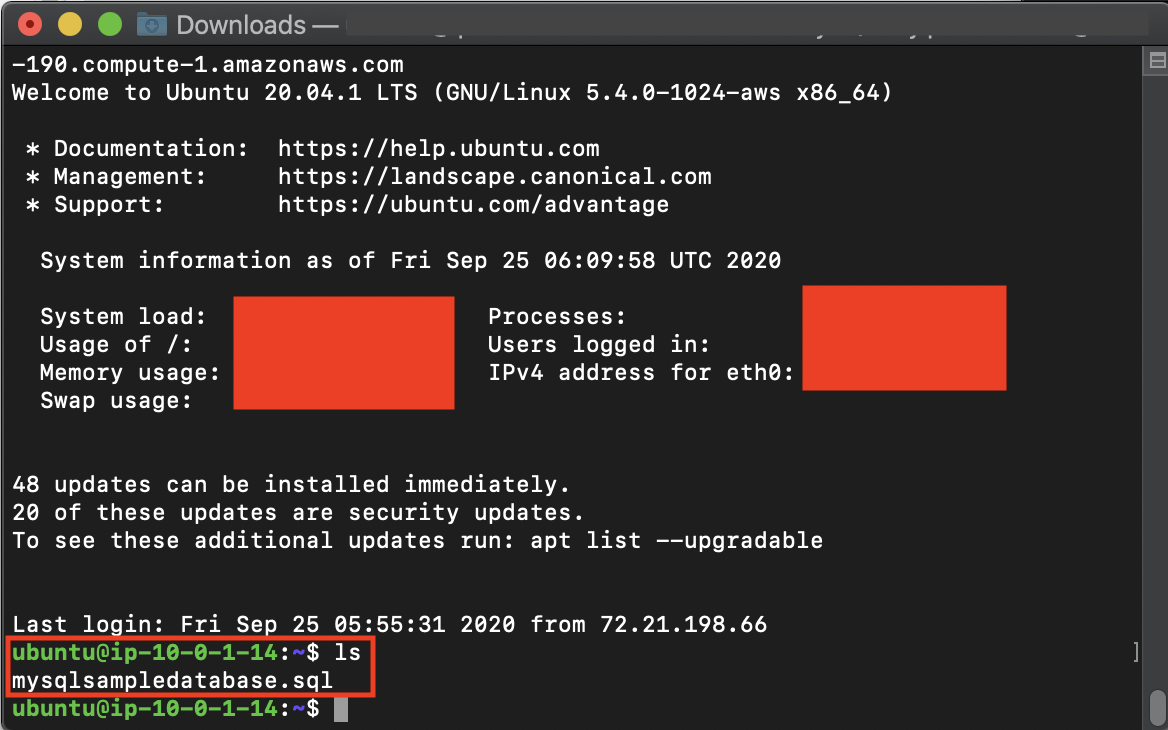 Downloads —
-190.compute-1.amazonaws.com
Welcome to Ubuntu 20.04.1 LTS (GNU/Linux 5.4.0-1024-aws x86_64)
* Documentation: https://help.ubuntu.com
* Management: https://landscape.canonical.com
* Support: https://ubuntu.com/advantage
System information as of Fri Sep 25 06:09:58 UTC 2020
System load: Processes:
Usage of /: Users logged in:
Memory usage: IPv4 address for eth0:
Swap usage:
48 updates can be installed immediately.
20 of these updates are security updates.
To see these additional updates run: apt list --upgradable
Last login: Fri Sep 25 05:55:31 2020 from 72.21.198.66
ubuntu@ip-10-0-1-14:~$ ls ]
mysqlsampledatabase.sql
ubuntu@ip-10-0-1-14:~$